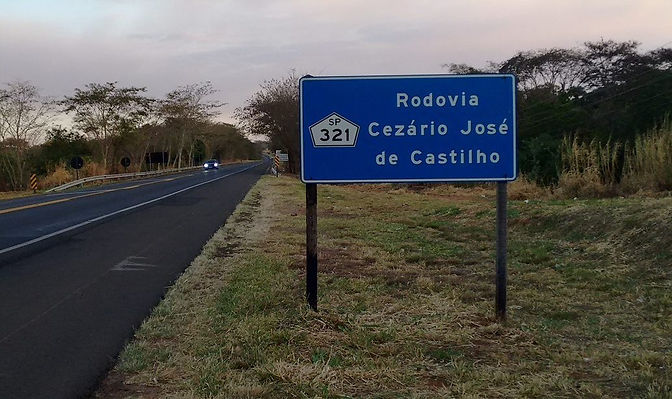 SP
321
Rodovia
Cezário José
de Castilho